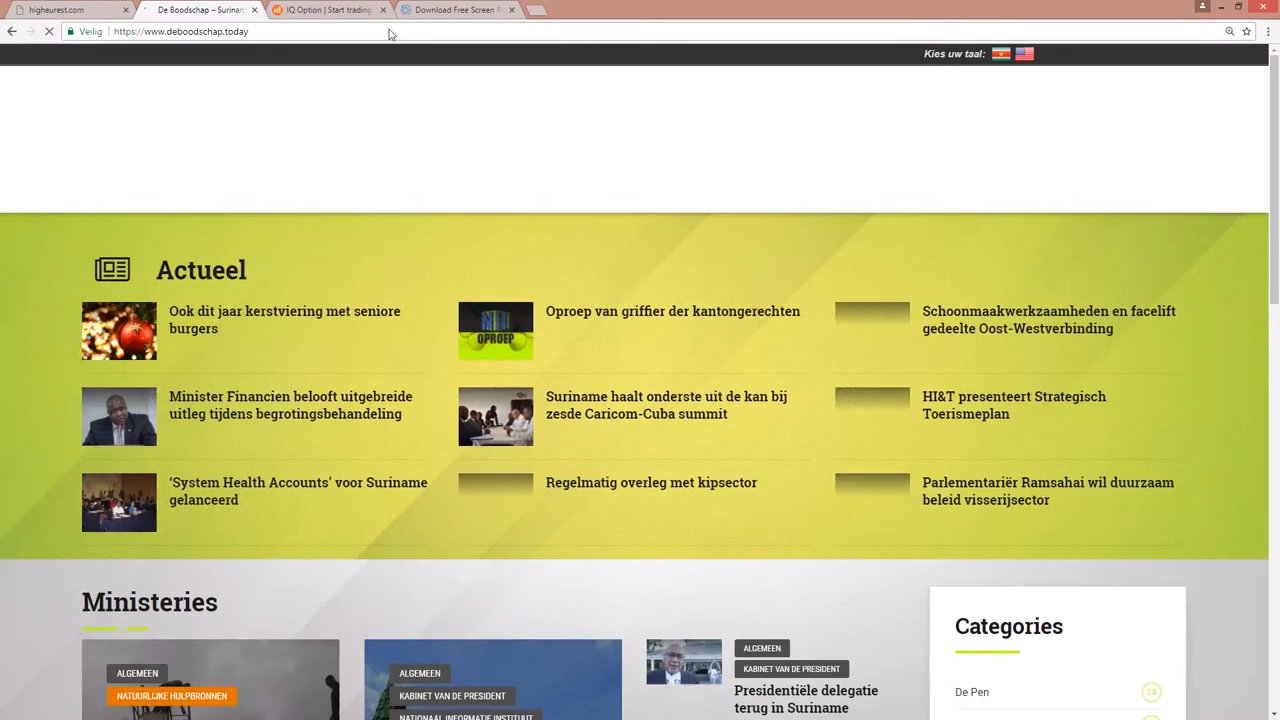 higheurest.com
De Boodschap – Surinam
IQ Option | Start trading
Download Free Screen R
Veilig
https://www.deboodschap.today
Kies uw taal:
Actueel
Ook dit jaar kerstviering met seniore
burgers
Oproep van griffier der kantongerechten
Schoonmaakwerkzaamheden en facelift
gedeelte Oost-Westverbinding
OPROEP
Minister Financien belooft uitgebreide
uitleg tijdens begrotingsbehandeling
Suriname haalt onderste uit de kan bij
zesde Caricom-Cuba summit
HI&T presenteert Strategisch
Toerismeplan
‘System Health Accounts’ voor Suriname
gelanceerd
Regelmatig overleg met kipsector
Parlementariër Ramsahai wil duurzaam
beleid visserijsector
Ministeries
ALGEMEEN
NATUURLIJKE HULPBRONNEN
ALGEMEEN
KABINET VAN DE PRESIDENT
NATIONAAL INFORMATIE INSTITUUT
ALGEMEEN
KABINET VAN DE PRESIDENT
Presidentiële delegatie
terug in Suriname
Categories
De Pen
14